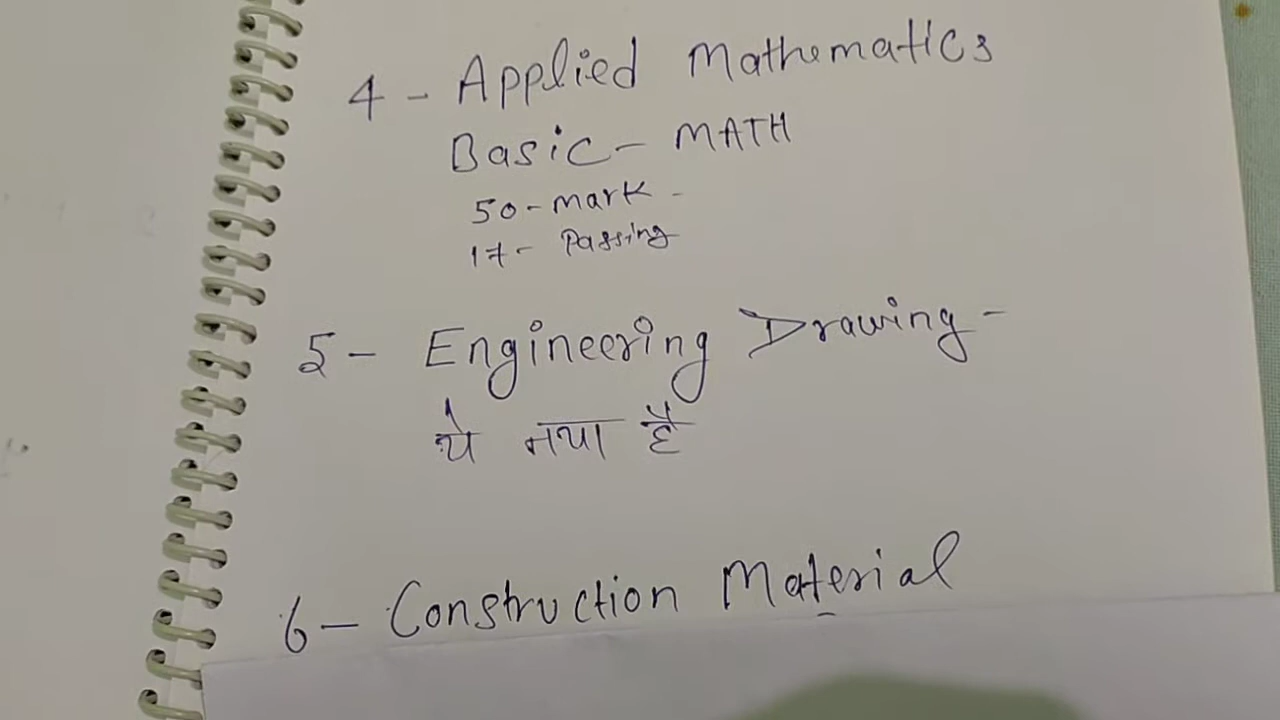 4 - Applied Mathematics
Basic - MATH
50 - mark -
17 - Passing
5 - Engineering Drawing -
ये नया है
6 - Construction Material